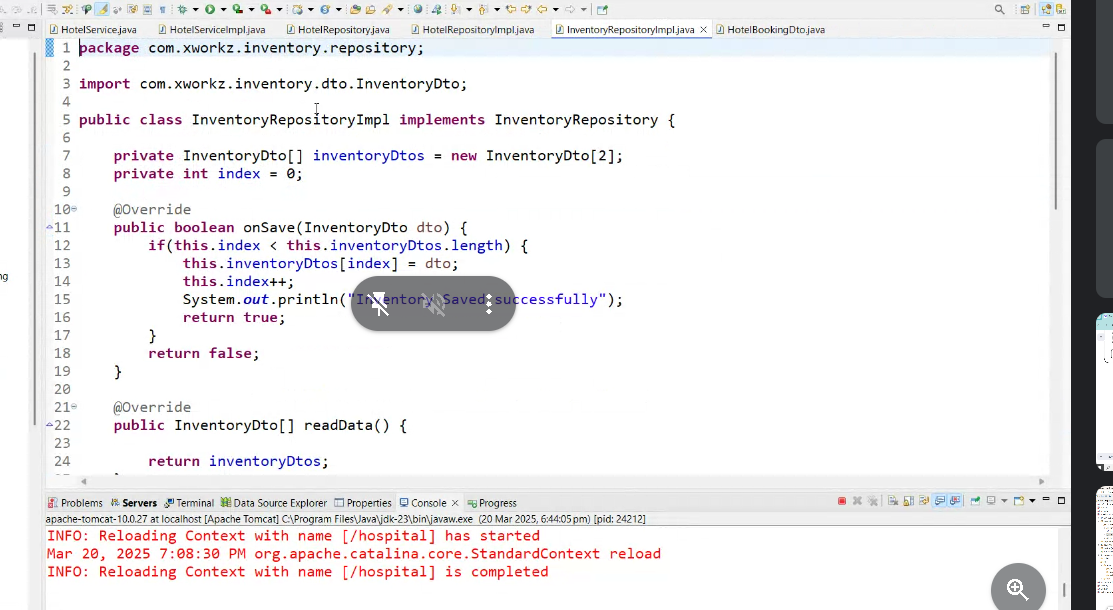 HotelService.java HotelServiceImpl.java HotelRepository.java HotelRepositoryImpl.java InventoryRepositoryImpl.java HotelBookingDto.java
1 package com.xworkz.inventory.repository;
2
3 import com.xworkz.inventory.dto.InventoryDto;
4
5 public class InventoryRepositoryImpl implements InventoryRepository {
6
7 private InventoryDto[] inventoryDtos = new InventoryDto[2];
8 private int index = 0;
9
10 @Override
11 public boolean onSave(InventoryDto dto) {
12 if(this.index < this.inventoryDtos.length) {
13 this.inventoryDtos[index] = dto;
14 this.index++;
15 System.out.println("Inventory Saved successfully");
16 return true;
17 }
18 return false;
19 }
20
21 @Override
22 public InventoryDto[] readData() {
23
24 return inventoryDtos;
ng
Problems Servers Terminal Data Source Explorer Properties Console Progress
apache-tomcat-10.0.27 at localhost [Apache Tomcat] C:\Program Files\Java\jdk-23\bin\javaw.exe (20 Mar 2025, 6:44:05 pm) [pid: 24212]
INFO: Reloading Context with name [/hospital] has started
Mar 20, 2025 7:08:30 PM org.apache.catalina.core.StandardContext reload
INFO: Reloading Context with name [/hospital] is completed